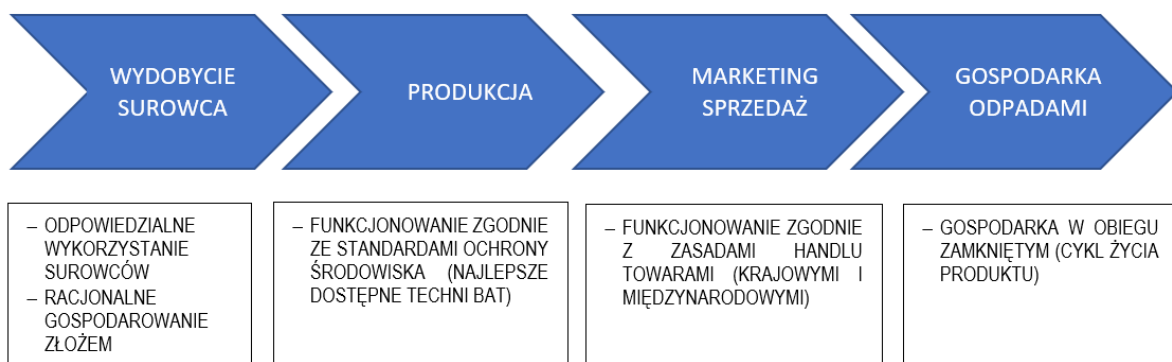 WYDOBYCIE
SUROWCA
PRODUKCJA
MARKETING
SPRZEDAŻ
GOSPODARKA
ODPADAMI
– ODPOWIEDZIALNE
WYKORZYSTANIE
SUROWCÓW
– RACJONALNE
GOSPODAROWANIE
ZŁOŻEM
– FUNKCJONOWANIE ZGODNIE
ZE STANDARDAMI OCHRONY
ŚRODOWISKA (NAJLEPSZE
DOSTĘPNE TECHNI BAT)
– FUNKCJONOWANIE ZGODNIE
Z ZASADAMI HANDLU
TOWARAMI (KRAJOWYMI I
MIĘDZYNARODOWYMI)
– GOSPODARKA W OBIEGU
ZAMKNIĘTYM (CYKL ŻYCIA
PRODUKTU)